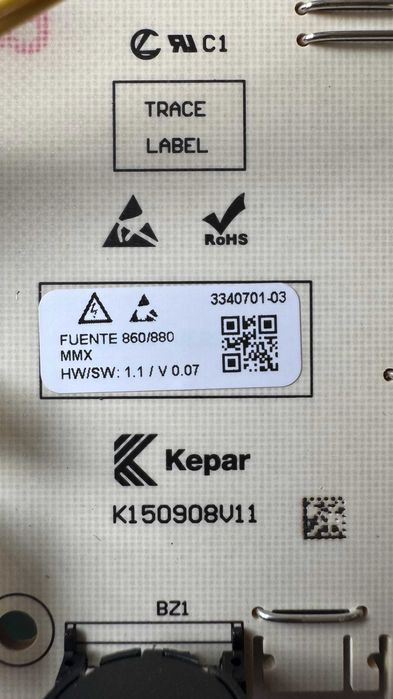 C1
TRACE
LABEL
RoHS
3340701-03
FUENTE 860/880
MMX
HW/SW: 1.1 / V 0.07
Kepar
K150908V11
BZ1